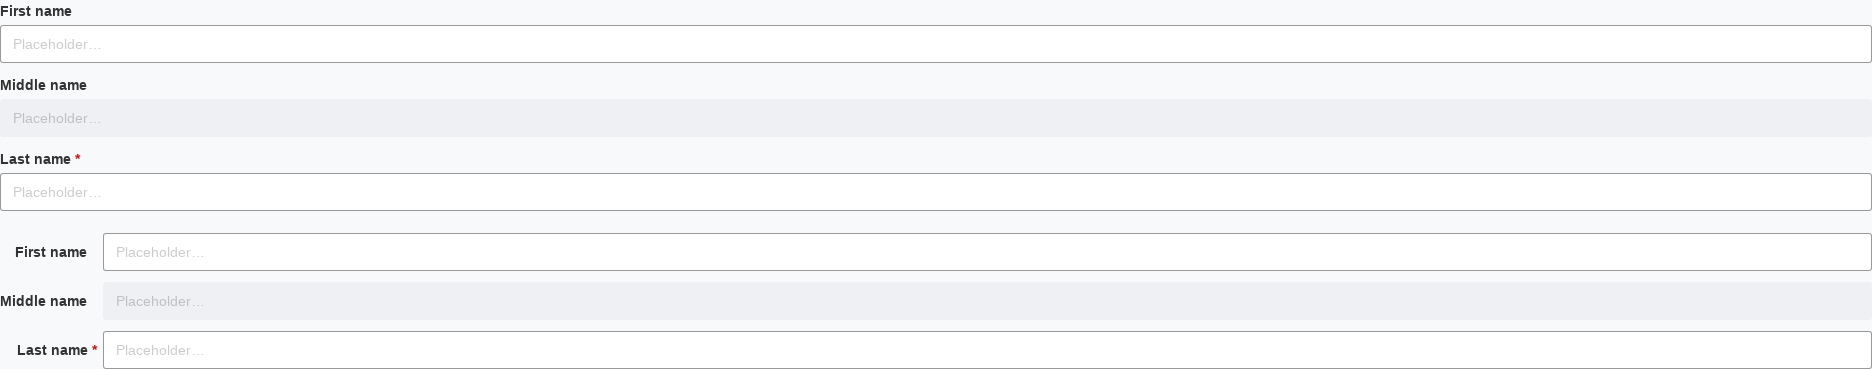 First name
Placeholder…
Middle name
Placeholder…
Last name *
Placeholder…
First name Placeholder…
Middle name Placeholder…
Last name * Placeholder…